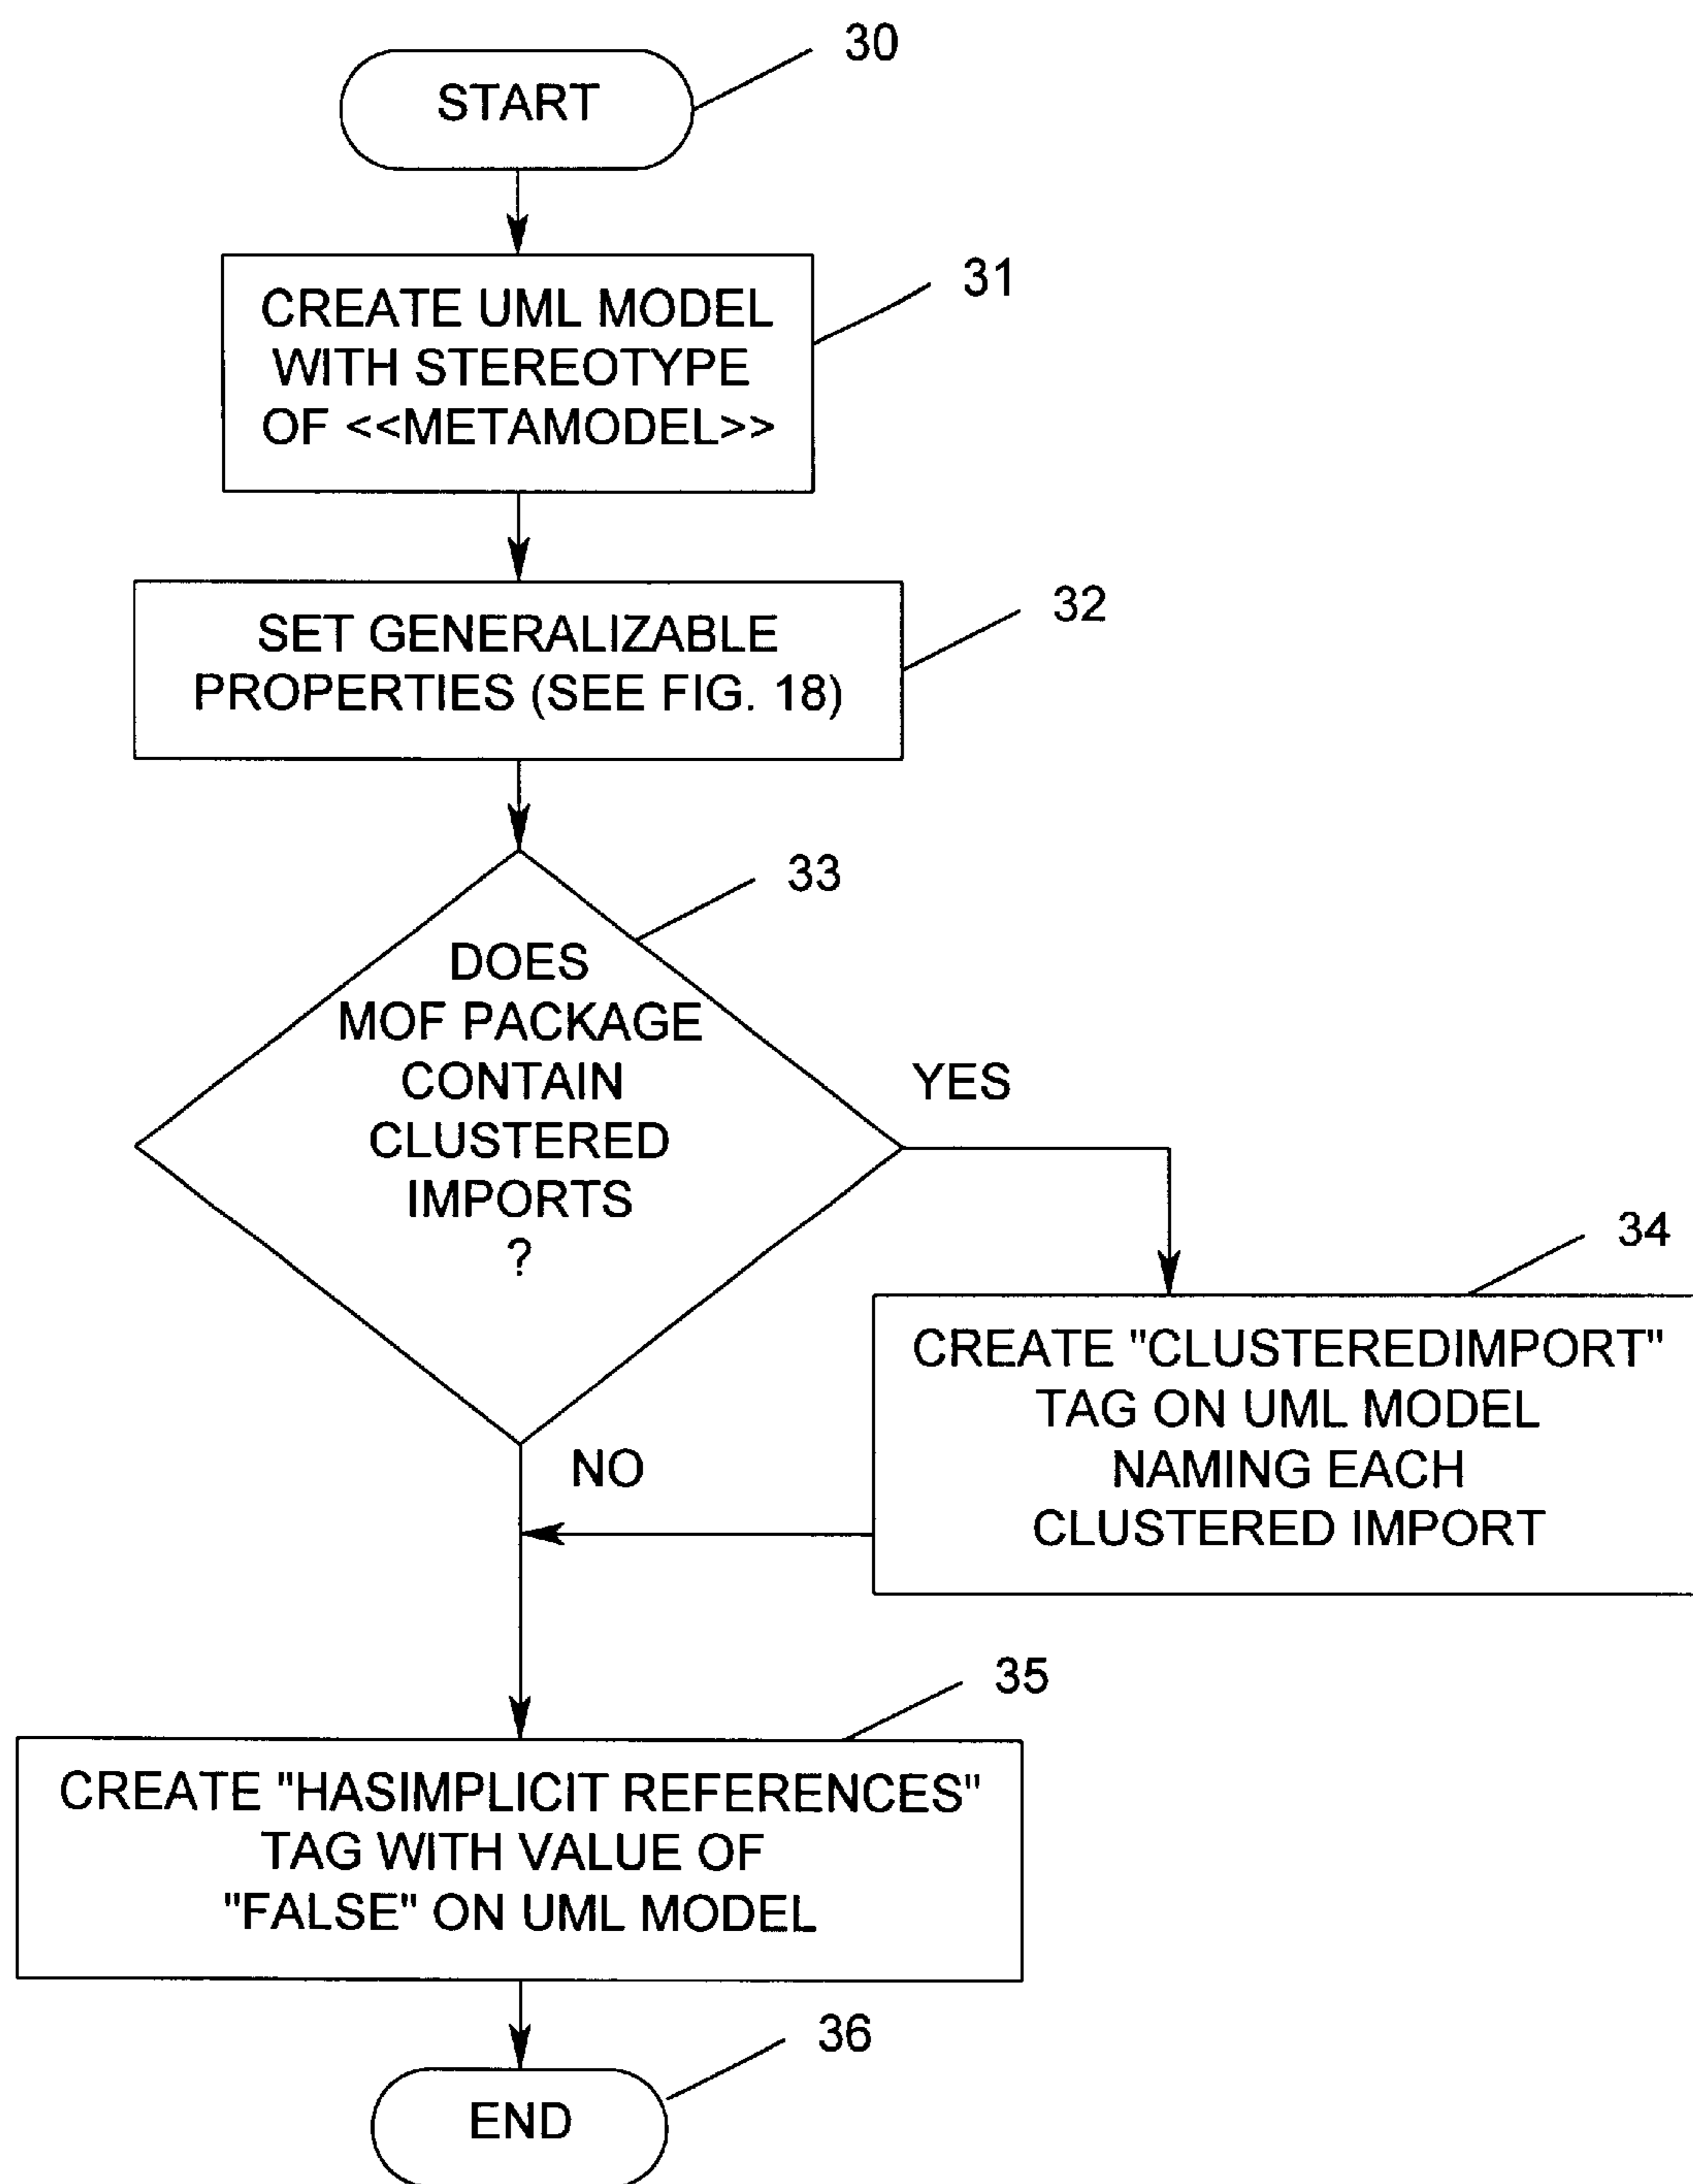 30
START
31
CREATE UML MODEL
WITH STEREOTYPE
OF <<METAMODEL>>
32
SET GENERALIZABLE
PROPERTIES (SEE FIG. 18)
33
DOES
MOF PACKAGE
CONTAIN
CLUSTERED
IMPORTS
?
YES
34
CREATE "CLUSTEREDIMPORT"
TAG ON UML MODEL
NAMING EACH
CLUSTERED IMPORT
NO
35
CREATE "HASIMPLICIT REFERENCES"
TAG WITH VALUE OF
"FALSE" ON UML MODEL
36
END